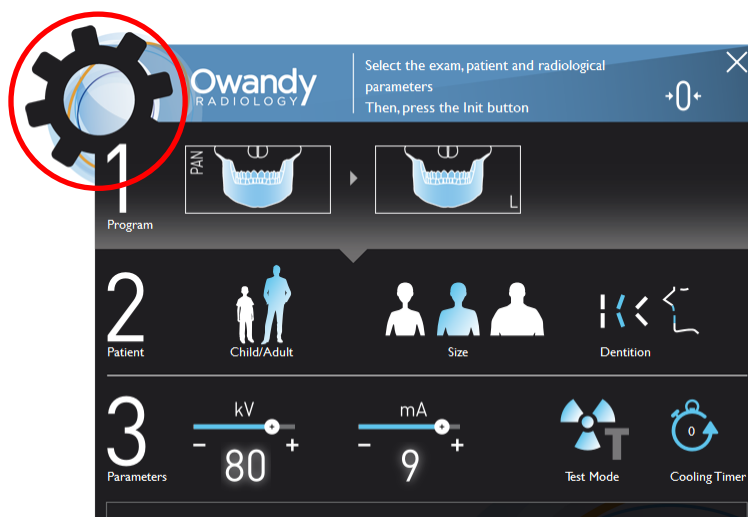 Owandy
RADIOLOGY
Select the exam, patient and radiological
parameters
Then, press the Init button
0
1
Program
PAN
L
2
Patient
Child/Adult
Size
Dentition
3
Parameters
kV
- +
80
mA
- +
9
T
Test Mode
0
Cooling Timer